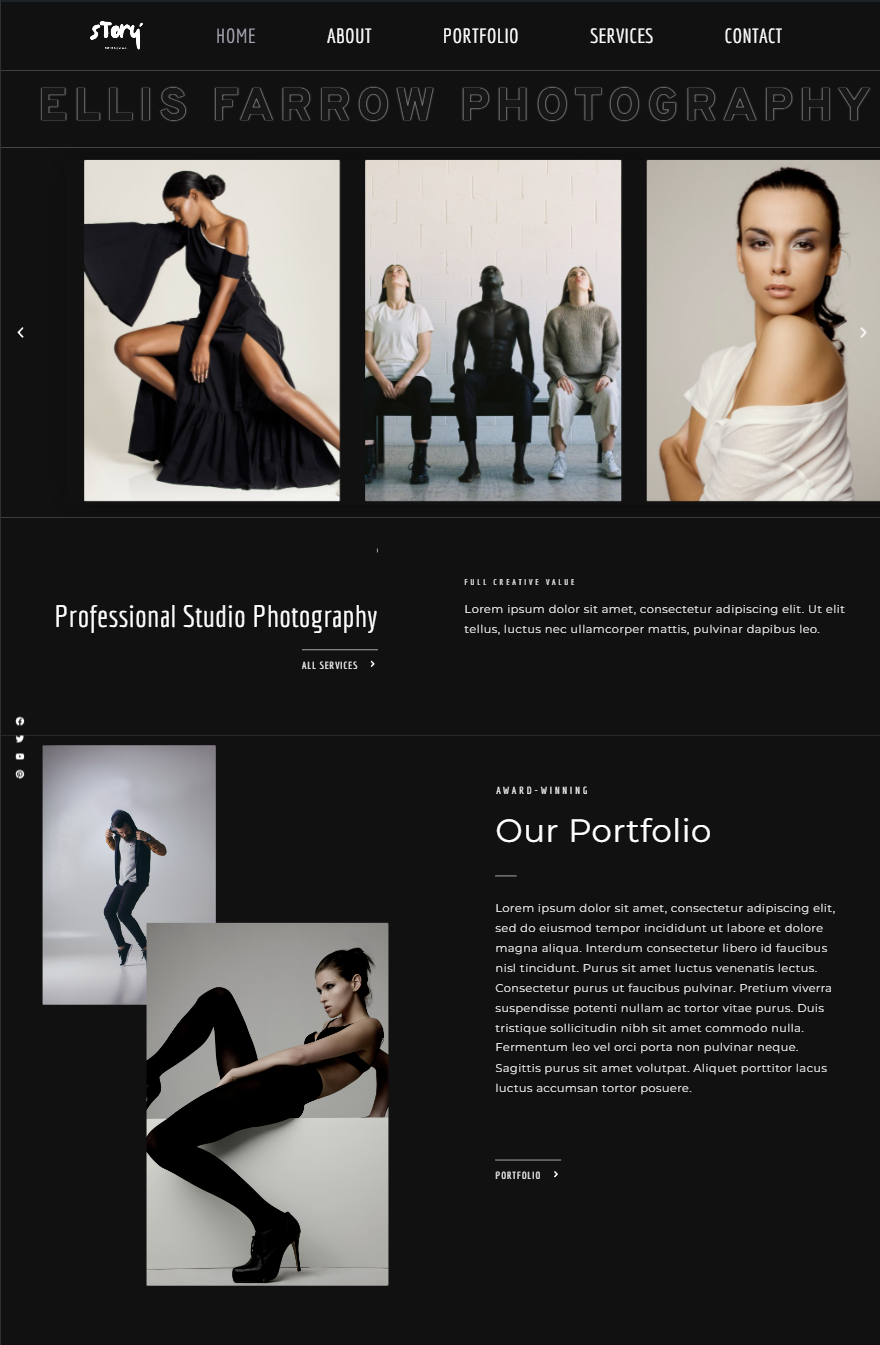 sTory
HOME
ABOUT
PORTFOLIO
SERVICES
CONTACT
ELLIS FARROW PHOTOGRAPHY
FULL CREATIVE VALUE
Professional Studio Photography
Lorem ipsum dolor sit amet, consectetur adipiscing elit. Ut elit
tellus, luctus nec ullamcorper mattis, pulvinar dapibus leo.
ALL SERVICES
AWARD-WINNING
Our Portfolio
Lorem ipsum dolor sit amet, consectetur adipiscing elit,
sed do eiusmod tempor incididunt ut labore et dolore
magna aliqua. Interdum consectetur libero id faucibus
nisl tincidunt. Purus sit amet luctus venenatis lectus.
Consectetur purus ut faucibus pulvinar. Pretium viverra
suspendisse potenti nullam ac tortor vitae purus. Duis
tristique sollicitudin nibh sit amet commodo nulla.
Fermentum leo vel orci porta non pulvinar neque.
Sagittis purus sit amet volutpat. Aliquet porttitor lacus
luctus accumsan tortor posuere.
PORTFOLIO